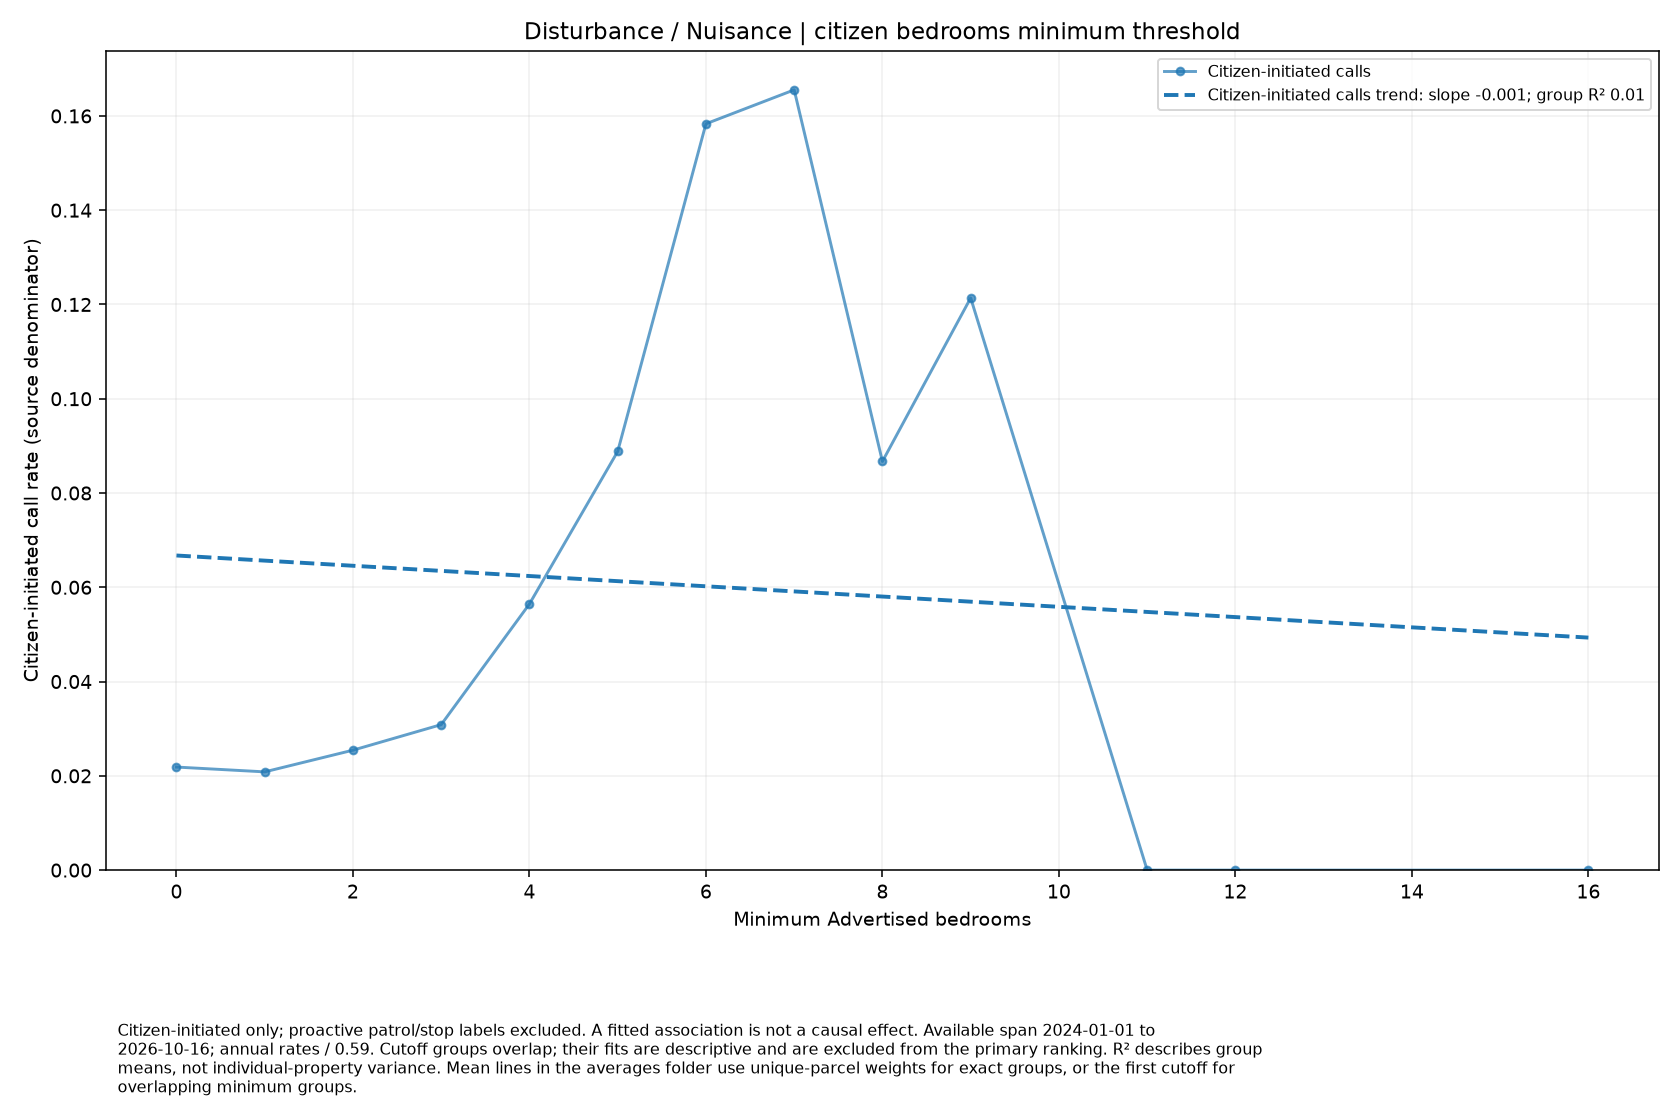 Disturbance / Nuisance | citizen bedrooms minimum threshold
Citizen-initiated calls
Citizen-initiated calls trend: slope -0.001; group R² 0.01
Citizen-initiated call rate (source denominator)
0.16
0.14
0.12
0.10
0.08
0.06
0.04
0.02
0.00
0 2 4 6 8 10 12 14 16
Minimum Advertised bedrooms
Citizen-initiated only; proactive patrol/stop labels excluded. A fitted association is not a causal effect. Available span 2024-01-01 to
2026-10-16; annual rates / 0.59. Cutoff groups overlap; their fits are descriptive and are excluded from the primary ranking. R² describes group
means, not individual-property variance. Mean lines in the averages folder use unique-parcel weights for exact groups, or the first cutoff for
overlapping minimum groups.